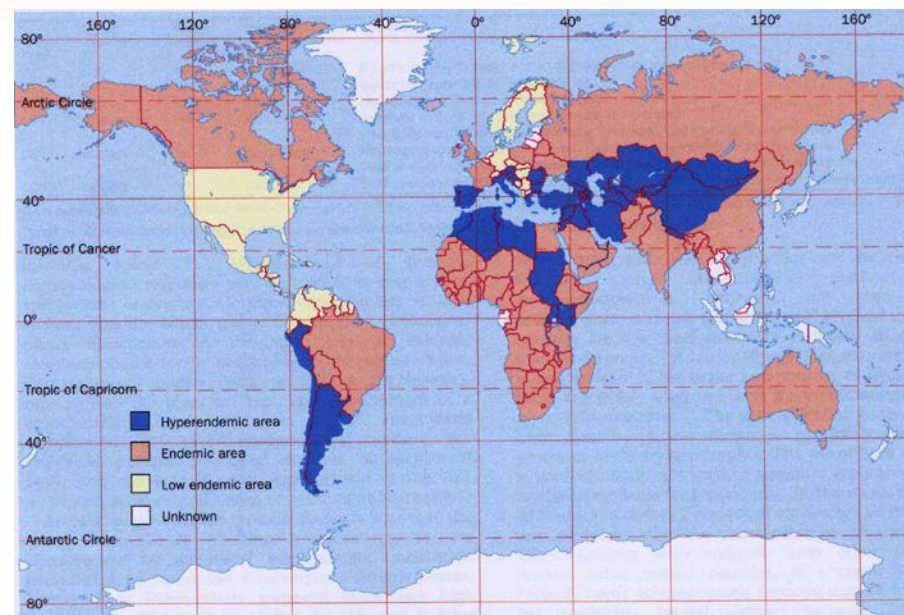 160° 120° 80° 40° 0° 40° 80° 120° 160°
80°
Arctic Circle
40°
Tropic of Cancer
0°
Tropic of Capricorn
Hyperendemic area
40°
Endemic area
Low endemic area
Unknown
Antarctic Circle
80°